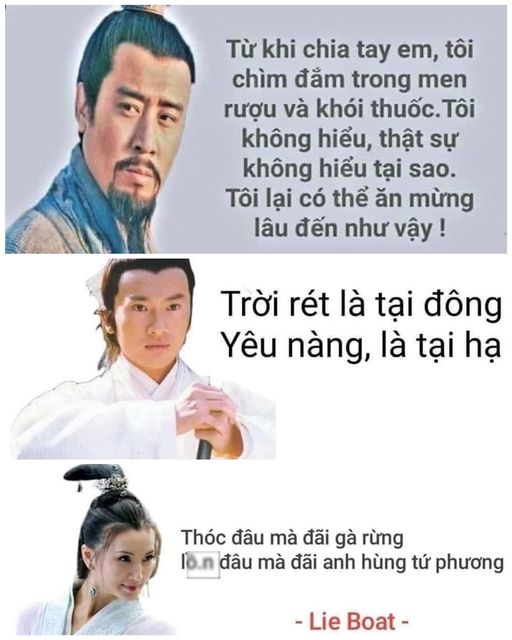 Từ khi chia tay em, tôi
chìm đắm trong men
rượu và khói thuốc.Tôi
không hiểu, thật sự
không hiểu tại sao.
Tôi lại có thể ăn mừng
lâu đến như vậy !
Trời rét là tại đông
Yêu nàng, là tại hạ
Thóc đâu mà đãi gà rừng
lồ.n đâu mà đãi anh hùng tứ phương
- Lie Boat -